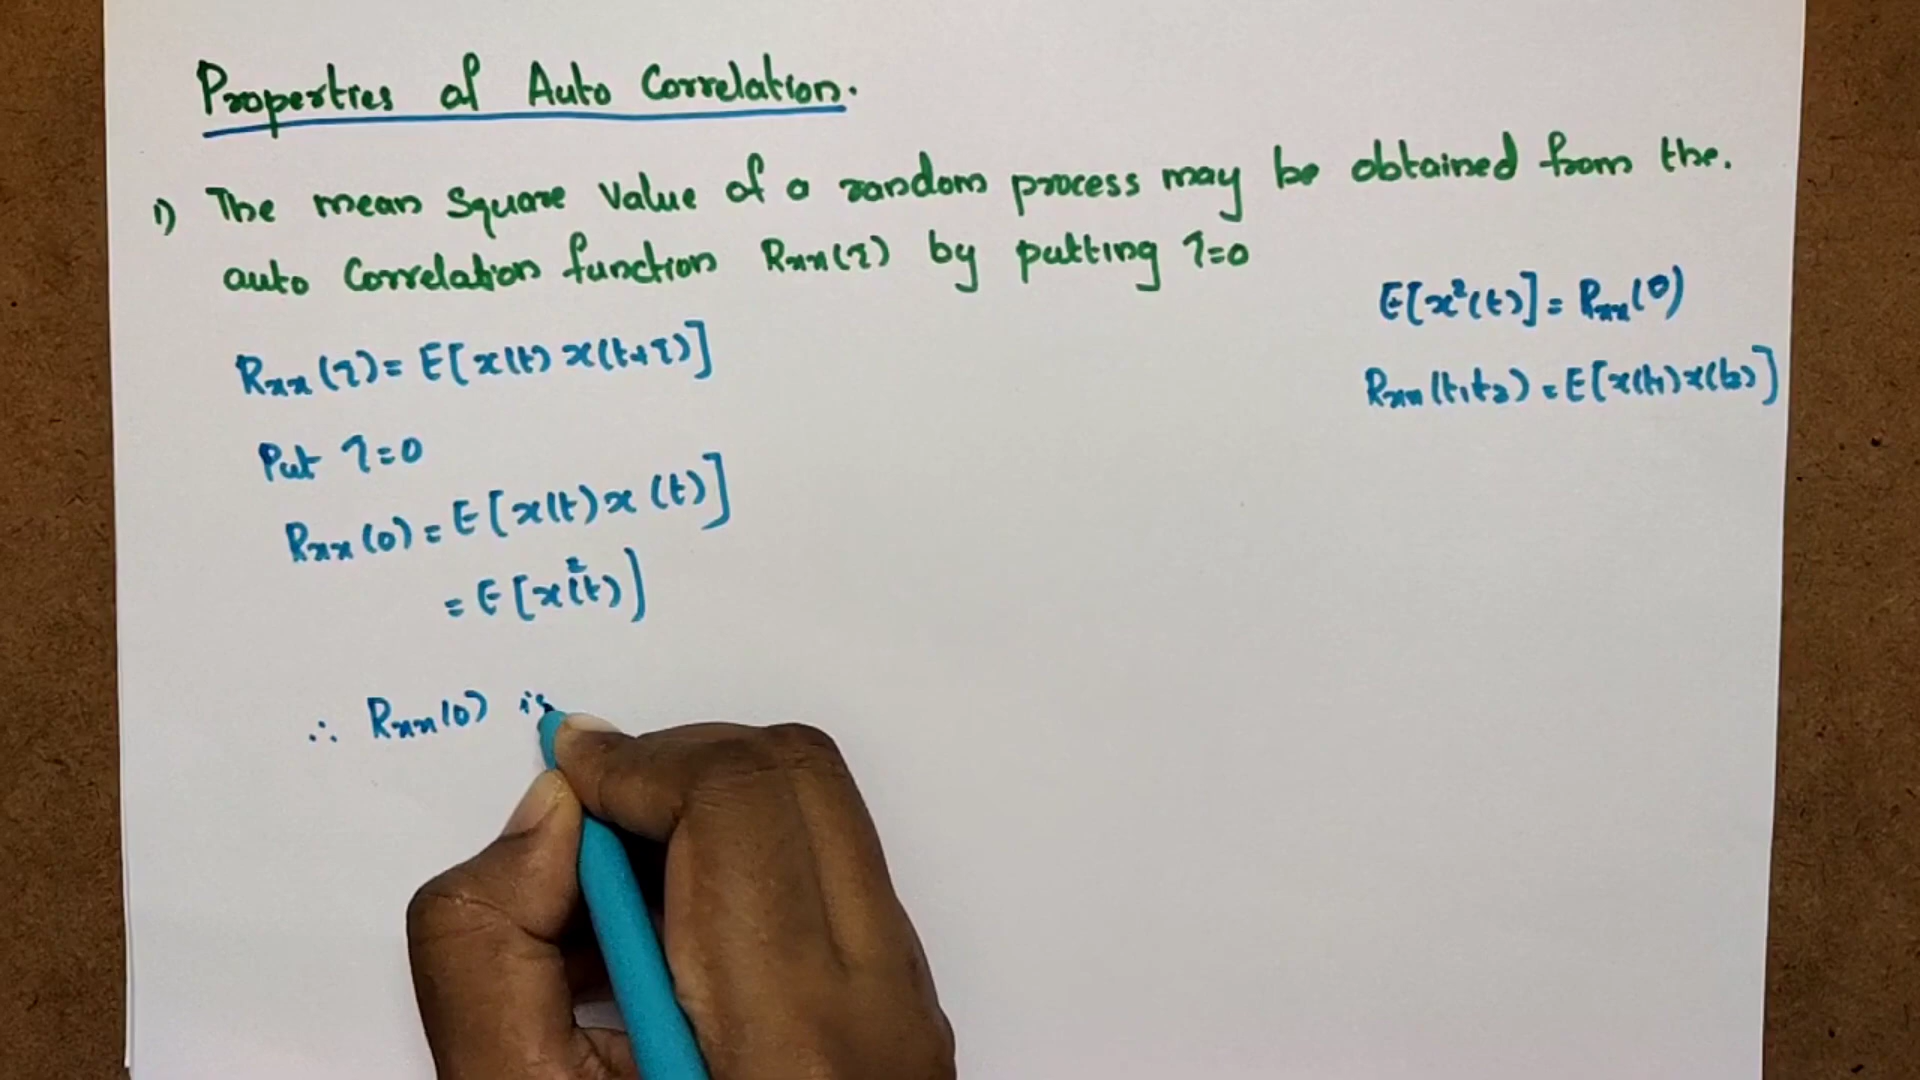 Properties of Auto Correlation.
1) The mean square value of a random process may be obtained from the.
auto correlation function Rxx(τ) by putting τ=0
E[x²(t)] = Rxx(0)
Rxx(t1,t2) = E[x(t1)x(t2)]
Rxx(τ) = E[x(t) x(t+τ)]
Put τ=0
Rxx(0) = E[x(t) x(t)]
= E[x²(t)]
∴ Rxx(0) is